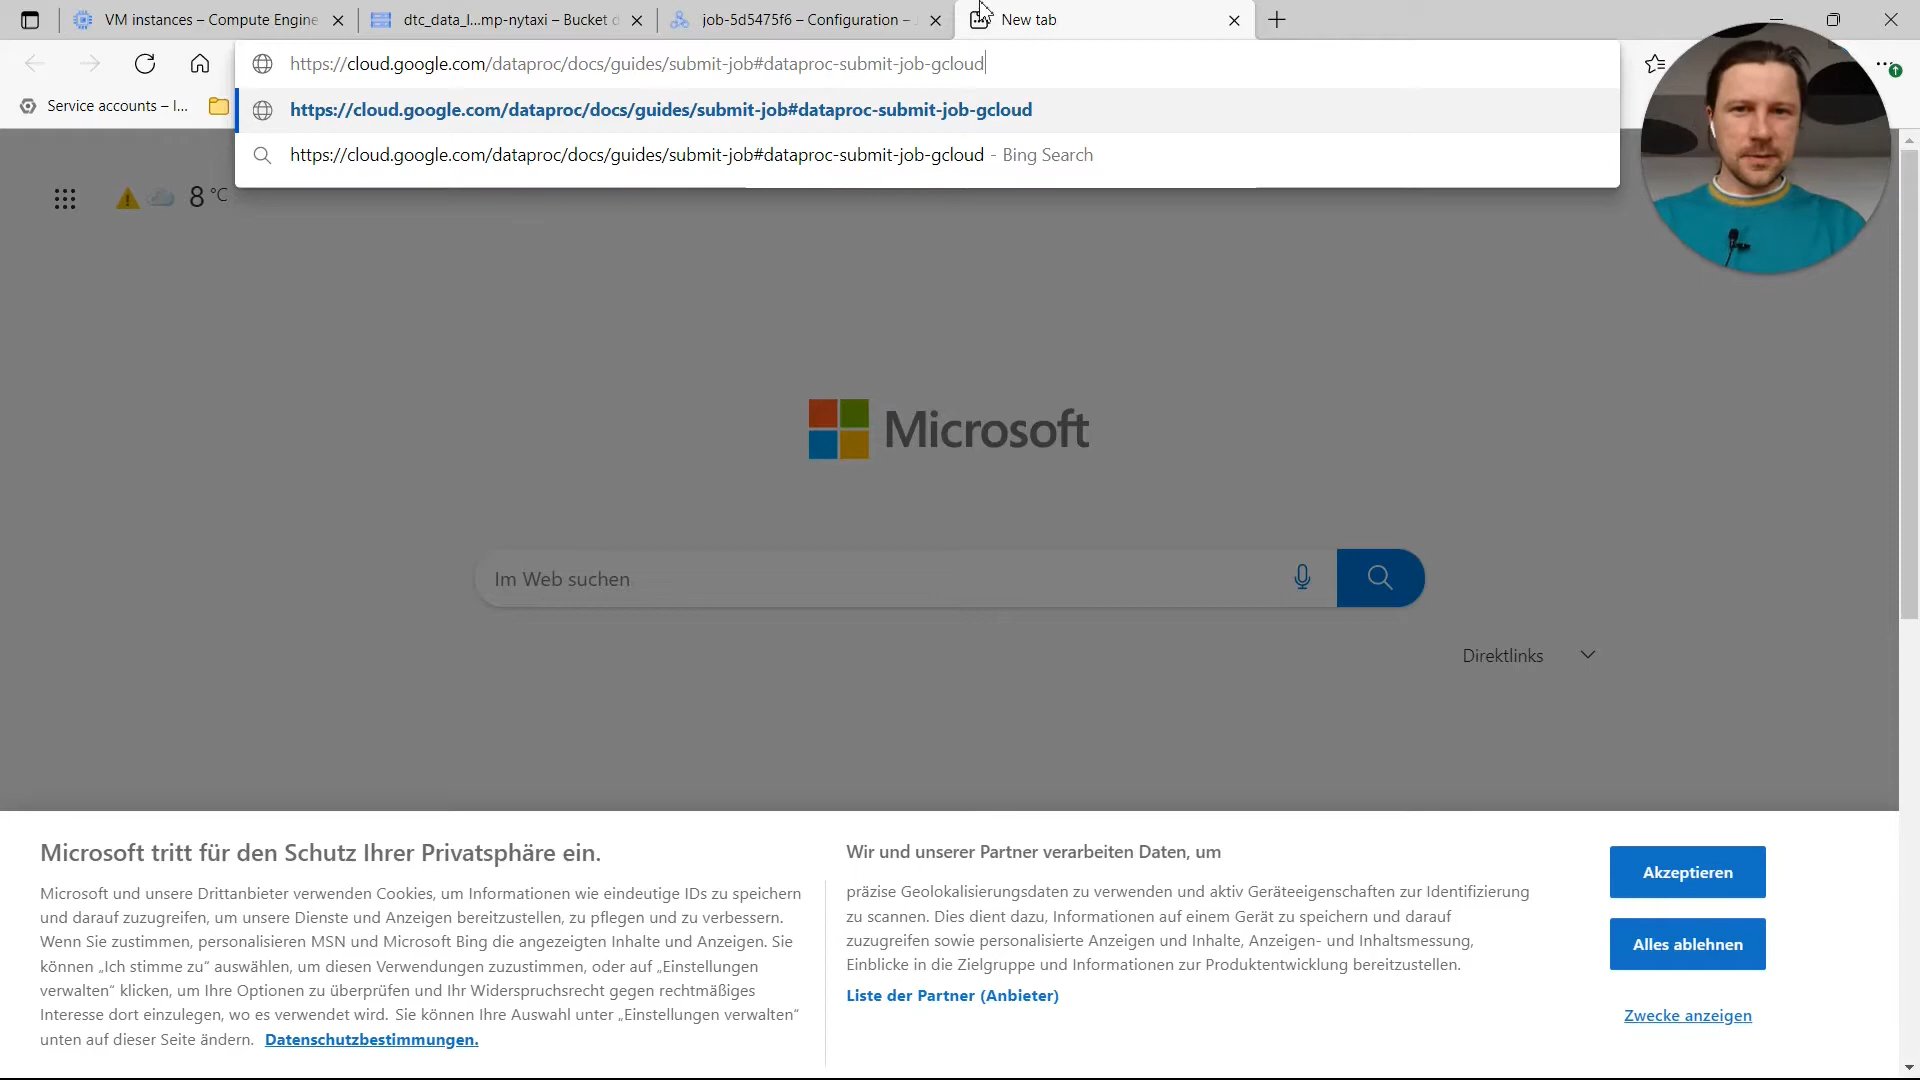 VM instances – Compute Engine
dtc_data_l...mp-nytaxi – Bucket d
job-5d5475f6 – Configuration –
New tab
https://cloud.google.com/dataproc/docs/guides/submit-job#dataproc-submit-job-gcloud
Service accounts – I...
https://cloud.google.com/dataproc/docs/guides/submit-job#dataproc-submit-job-gcloud
https://cloud.google.com/dataproc/docs/guides/submit-job#dataproc-submit-job-gcloud - Bing Search
8 °C
Microsoft
Im Web suchen
Direktlinks
Microsoft tritt für den Schutz Ihrer Privatsphäre ein.
Microsoft und unsere Drittanbieter verwenden Cookies, um Informationen wie eindeutige IDs zu speichern
und darauf zuzugreifen, um unsere Dienste und Anzeigen bereitzustellen, zu pflegen und zu verbessern.
Wenn Sie zustimmen, personalisieren MSN und Microsoft Bing die angezeigten Inhalte und Anzeigen. Sie
können „Ich stimme zu“ auswählen, um diesen Verwendungen zuzustimmen, oder auf „Einstellungen
verwalten“ klicken, um Ihre Optionen zu überprüfen und Ihr Widerspruchsrecht gegen rechtmäßiges
Interesse dort einzulegen, wo es verwendet wird. Sie können Ihre Auswahl unter „Einstellungen verwalten“
unten auf dieser Seite ändern. Datenschutzbestimmungen.
Wir und unserer Partner verarbeiten Daten, um
präzise Geolokalisierungsdaten zu verwenden und aktiv Geräteeigenschaften zur Identifizierung
zu scannen. Dies dient dazu, Informationen auf einem Gerät zu speichern und darauf
zuzugreifen sowie personalisierte Anzeigen und Inhalte, Anzeigen- und Inhaltsmessung,
Einblicke in die Zielgruppe und Informationen zur Produktentwicklung bereitzustellen.
Liste der Partner (Anbieter)
Akzeptieren
Alles ablehnen
Zwecke anzeigen